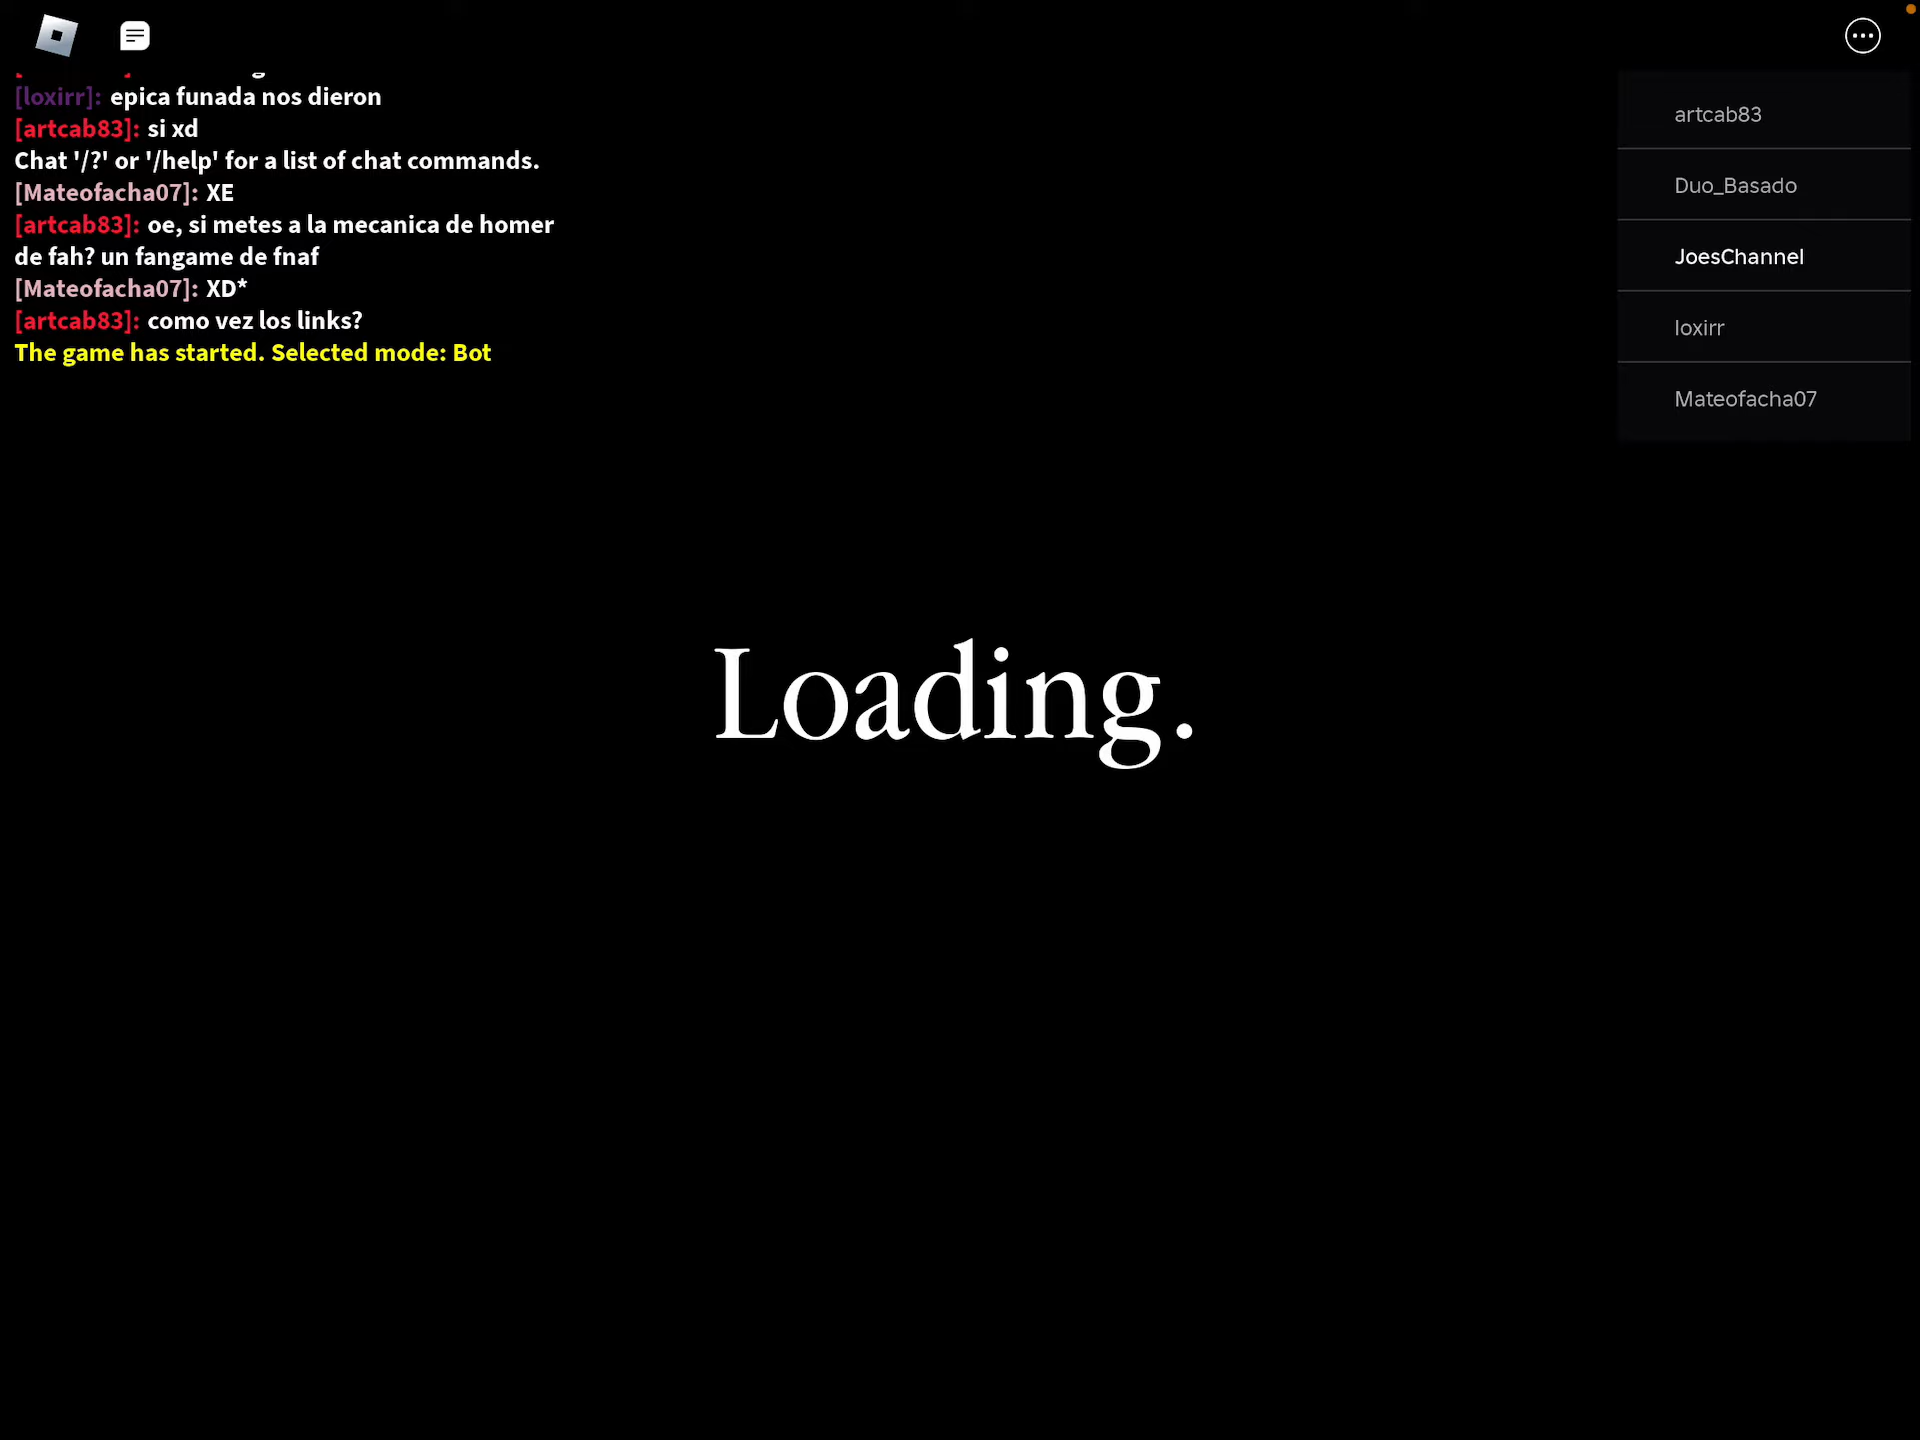 [loxirr]: epica funada nos dieron
[artcab83]: si xd
Chat '/?' or '/help' for a list of chat commands.
[Mateofacha07]: XE
[artcab83]: oe, si metes a la mecanica de homer
de fah? un fangame de fnaf
[Mateofacha07]: XD*
[artcab83]: como vez los links?
The game has started. Selected mode: Bot
artcab83
Duo_Basado
JoesChannel
loxirr
Mateofacha07
Loading.